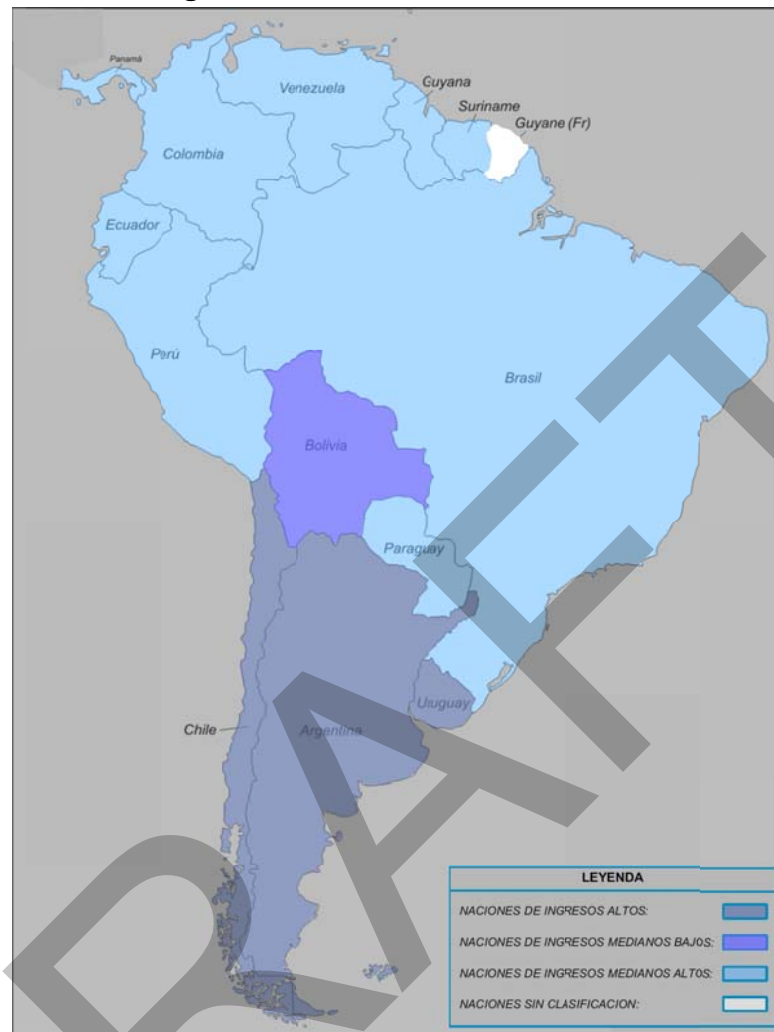 Panamá
Venezuela
Guyana
Suriname
Guyane (Fr)
Colombia
Ecuador
Perú
Brasil
Bolivia
Paraguay
Uruguay
Chile
Argentina
LEYENDA
NACIONES DE INGRESOS ALTOS:
NACIONES DE INGRESOS MEDIANOS BAJOS:
NACIONES DE INGRESOS MEDIANOS ALTOS:
NACIONES SIN CLASIFICACION: